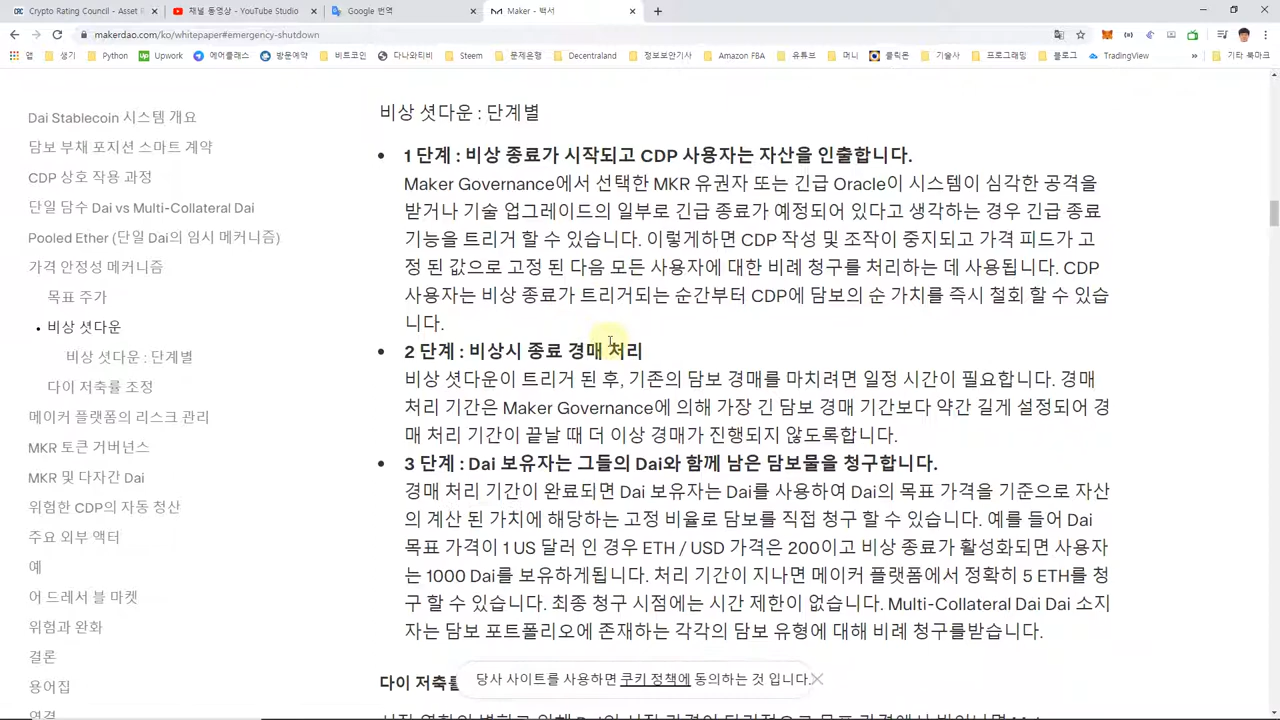 Crypto Rating Council - Asset R
채널 동영상 - YouTube Studio
Google 번역
Maker - 백서
makerdao.com/ko/whitepaper#emergency-shutdown
앱
생기
Python
Upwork
에어클래스
방문예약
비트코인
다나와티비
Steem
문제은행
Decentraland
정보보안기사
Amazon FBA
유튜브
머니
클릭몬
기술사
프로그래밍
블로그
TradingView
기타 북마크
Dai Stablecoin 시스템 개요
담보 부채 포지션 스마트 계약
CDP 상호 작용 과정
단일 담수 Dai vs Multi-Collateral Dai
Pooled Ether (단일 Dai의 임시 메커니즘)
가격 안정성 메커니즘
목표 주가
비상 셧다운
비상 셧다운 : 단계별
다이 저축률 조정
메이커 플랫폼의 리스크 관리
MKR 토큰 거버넌스
MKR 및 다자간 Dai
위험한 CDP의 자동 청산
주요 외부 액터
예
어 드레서 블 마켓
위험과 완화
결론
용어집
연결
비상 셧다운 : 단계별
1 단계 : 비상 종료가 시작되고 CDP 사용자는 자산을 인출합니다.
Maker Governance에서 선택한 MKR 유권자 또는 긴급 Oracle이 시스템이 심각한 공격을
받거나 기술 업그레이드의 일부로 긴급 종료가 예정되어 있다고 생각하는 경우 긴급 종료
기능을 트리거 할 수 있습니다. 이렇게하면 CDP 작성 및 조작이 중지되고 가격 피드가 고
정 된 값으로 고정 된 다음 모든 사용자에 대한 비례 청구를 처리하는 데 사용됩니다. CDP
사용자는 비상 종료가 트리거되는 순간부터 CDP에 담보의 순 가치를 즉시 철회 할 수 있습
니다.
2 단계 : 비상시 종료 경매 처리
비상 셧다운이 트리거 된 후, 기존의 담보 경매를 마치려면 일정 시간이 필요합니다. 경매
처리 기간은 Maker Governance에 의해 가장 긴 담보 경매 기간보다 약간 길게 설정되어 경
매 처리 기간이 끝날 때 더 이상 경매가 진행되지 않도록합니다.
3 단계 : Dai 보유자는 그들의 Dai와 함께 남은 담보물을 청구합니다.
경매 처리 기간이 완료되면 Dai 보유자는 Dai를 사용하여 Dai의 목표 가격을 기준으로 자산
의 계산 된 가치에 해당하는 고정 비율로 담보를 직접 청구 할 수 있습니다. 예를 들어 Dai
목표 가격이 1 US 달러 인 경우 ETH / USD 가격은 200이고 비상 종료가 활성화되면 사용자
는 1000 Dai를 보유하게됩니다. 처리 기간이 지나면 메이커 플랫폼에서 정확히 5 ETH를 청
구 할 수 있습니다. 최종 청구 시점에는 시간 제한이 없습니다. Multi-Collateral Dai Dai 소지
자는 담보 포트폴리오에 존재하는 각각의 담보 유형에 대해 비례 청구를받습니다.
다이 저축률
당사 사이트를 사용하면 쿠키 정책에 동의하는 것 입니다.